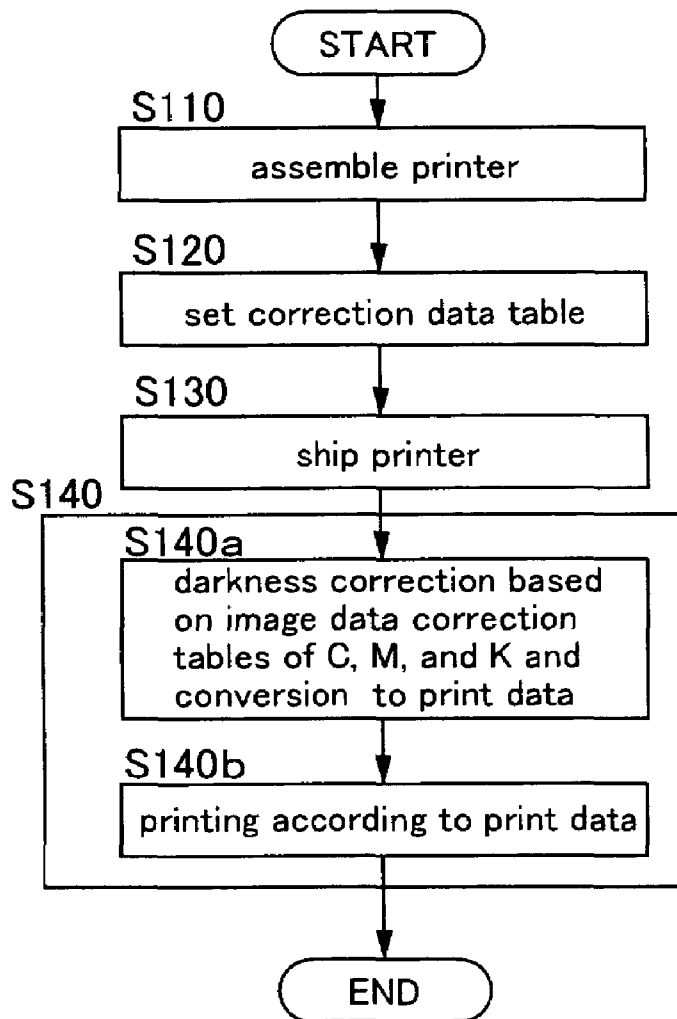 START
S110
assemble printer
S120
set correction data table
S130
ship printer
S140
S140a
darkness correction based
on image data correction
tables of C, M, and K and
conversion to print data
S140b
printing according to print data
END